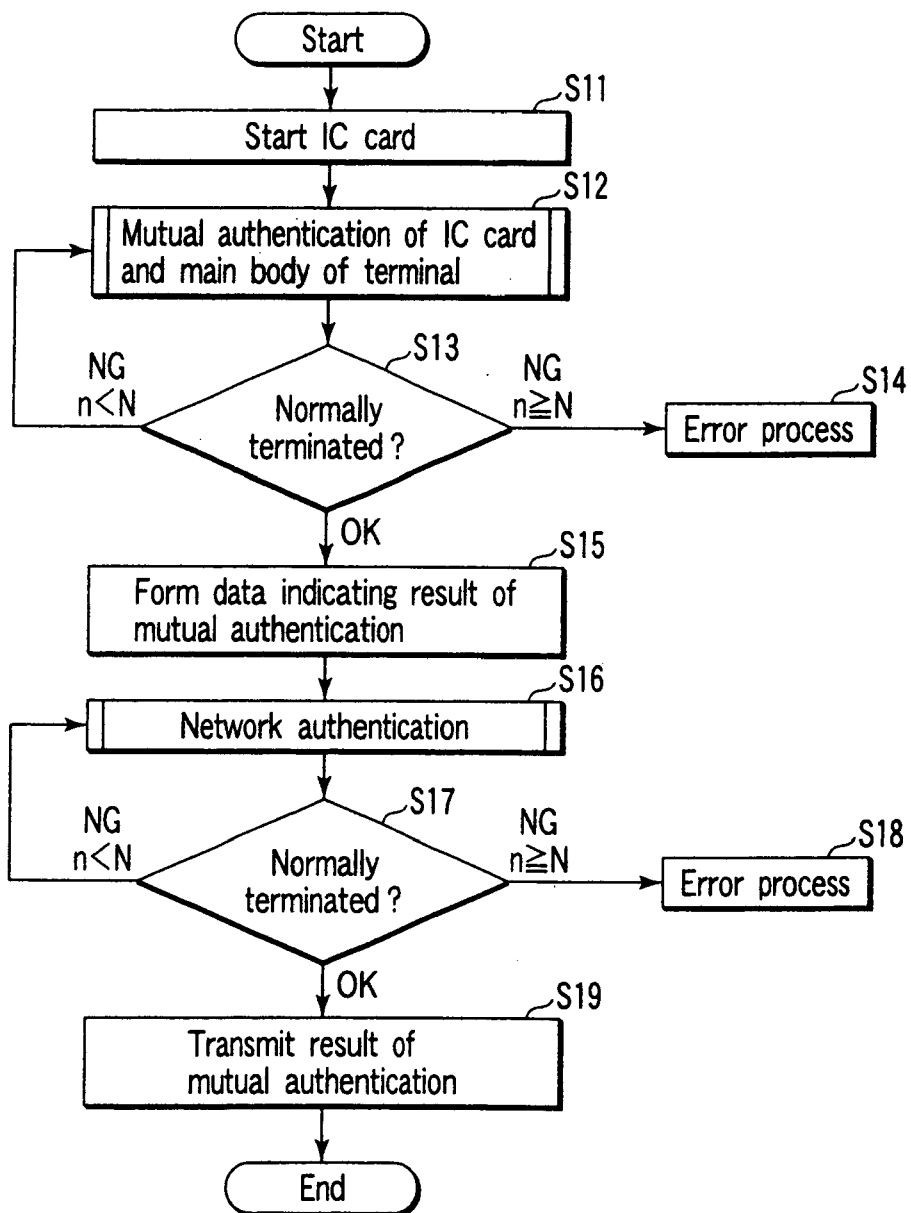 Start
S11
Start IC card
S12
Mutual authentication of IC card
and main body of terminal
S13
NG
n<N
Normally
terminated ?
NG
n≧N
S14
Error process
OK
S15
Form data indicating result of
mutual authentication
S16
Network authentication
S17
NG
n<N
Normally
terminated ?
NG
n≧N
S18
Error process
OK
S19
Transmit result of
mutual authentication
End